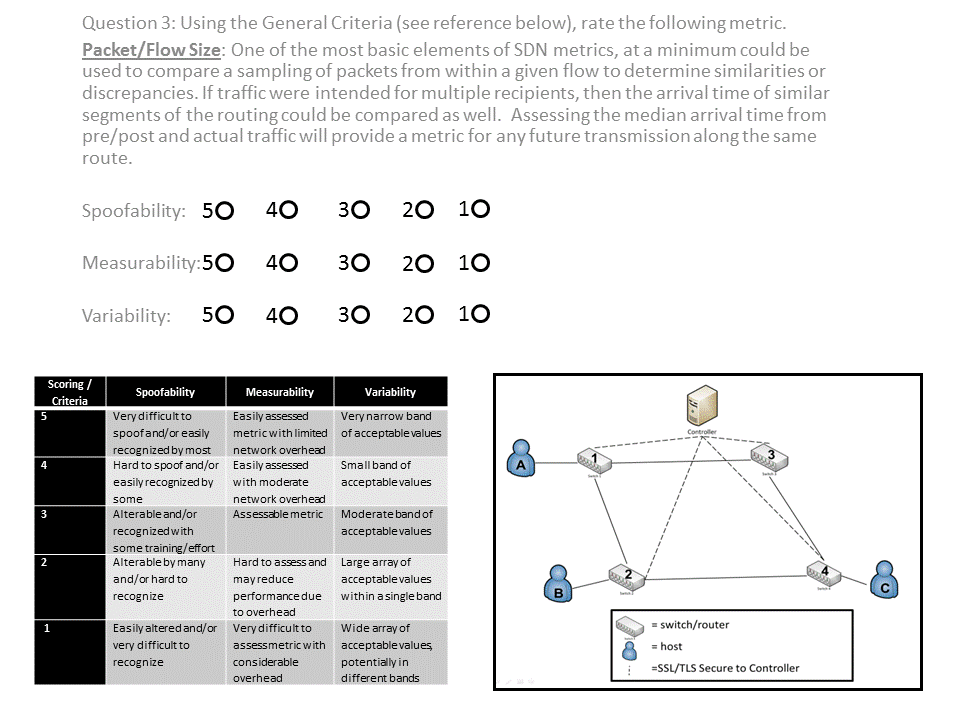 Question 3: Using the General Criteria (see reference below), rate the following metric.
Packet/Flow Size: One of the most basic elements of SDN metrics, at a minimum could be
used to compare a sampling of packets from within a given flow to determine similarities or
discrepancies. If traffic were intended for multiple recipients, then the arrival time of similar
segments of the routing could be compared as well. Assessing the median arrival time from
pre/post and actual traffic will provide a metric for any future transmission along the same
route.
Spoofability: 5 4 3 2 1
Measurability: 5 4 3 2 1
Variability: 5 4 3 2 1
Scoring /
Criteria
Spoofability
Measurability
Variability
5
Very difficult to
spoof and/or easily
recognized by most
Easily assessed
metric with limited
network overhead
Very narrow band
of acceptable values
4
Hard to spoof and/or
easily recognized by
some
Easily assessed
with moderate
network overhead
Small band of
acceptable values
3
Alterable and/or
recognized with
some training/effort
Assessable metric
Moderate band of
acceptable values
2
Alterable by many
and/or hard to
recognize
Hard to assess and
may reduce
performance due
to overhead
Large array of
acceptable values
within a single band
1
Easily altered and/or
very difficult to
recognize
Very difficult to
assess metric with
considerable
overhead
Wide array of
acceptable values,
potentially in
different bands
Controller
A
1
Switch 1
3
Switch 3
B
2
Switch 2
4
Switch 4
C
= switch/router
= host
=SSL/TLS Secure to Controller